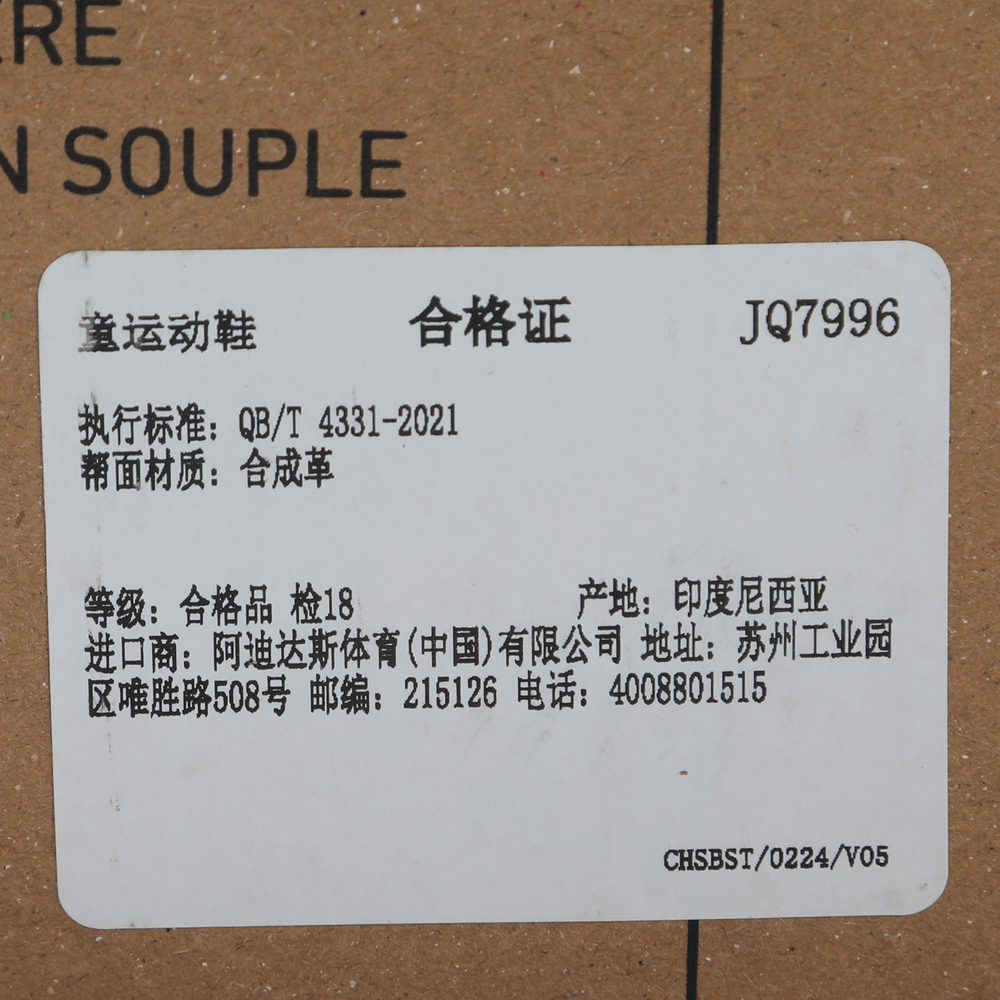 RE
N SOUPLE
童运动鞋 合格证 JQ7996
执行标准: QB/T 4331-2021
帮面材质: 合成革
等级: 合格品 检18 产地: 印度尼西亚
进口商: 阿迪达斯体育(中国)有限公司 地址: 苏州工业园
区唯胜路508号 邮编: 215126 电话: 4008801515
CHSBST/0224/V05